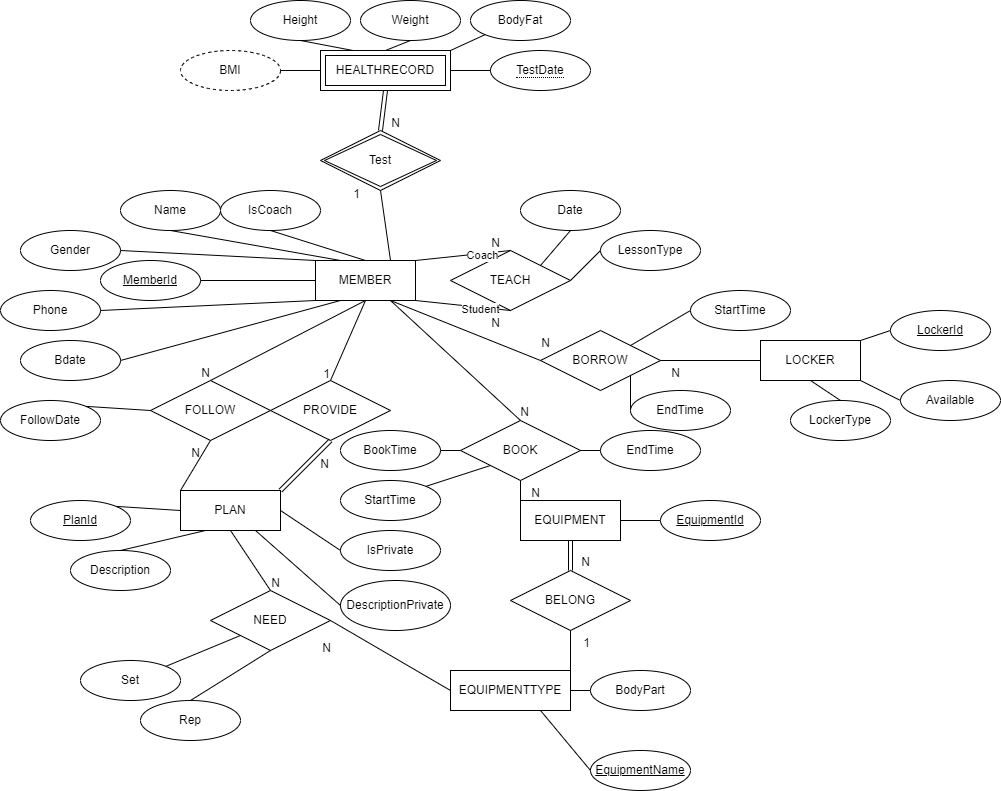 Height
Weight
BodyFat
BMI
HEALTHRECORD
TestDate
N
Test
1
Name
IsCoach
Date
Gender
N
Coach
LessonType
MemberId
MEMBER
TEACH
Phone
Student
N
StartTime
LockerId
N
Bdate
BORROW
N
LOCKER
N
1
FollowDate
FOLLOW
PROVIDE
EndTime
LockerType
Available
N
N
N
BookTime
BOOK
EndTime
StartTime
N
PlanId
PLAN
EQUIPMENT
EquipmentId
IsPrivate
N
Description
N
DescriptionPrivate
BELONG
NEED
N
1
Set
EQUIPMENTTYPE
BodyPart
Rep
EquipmentName